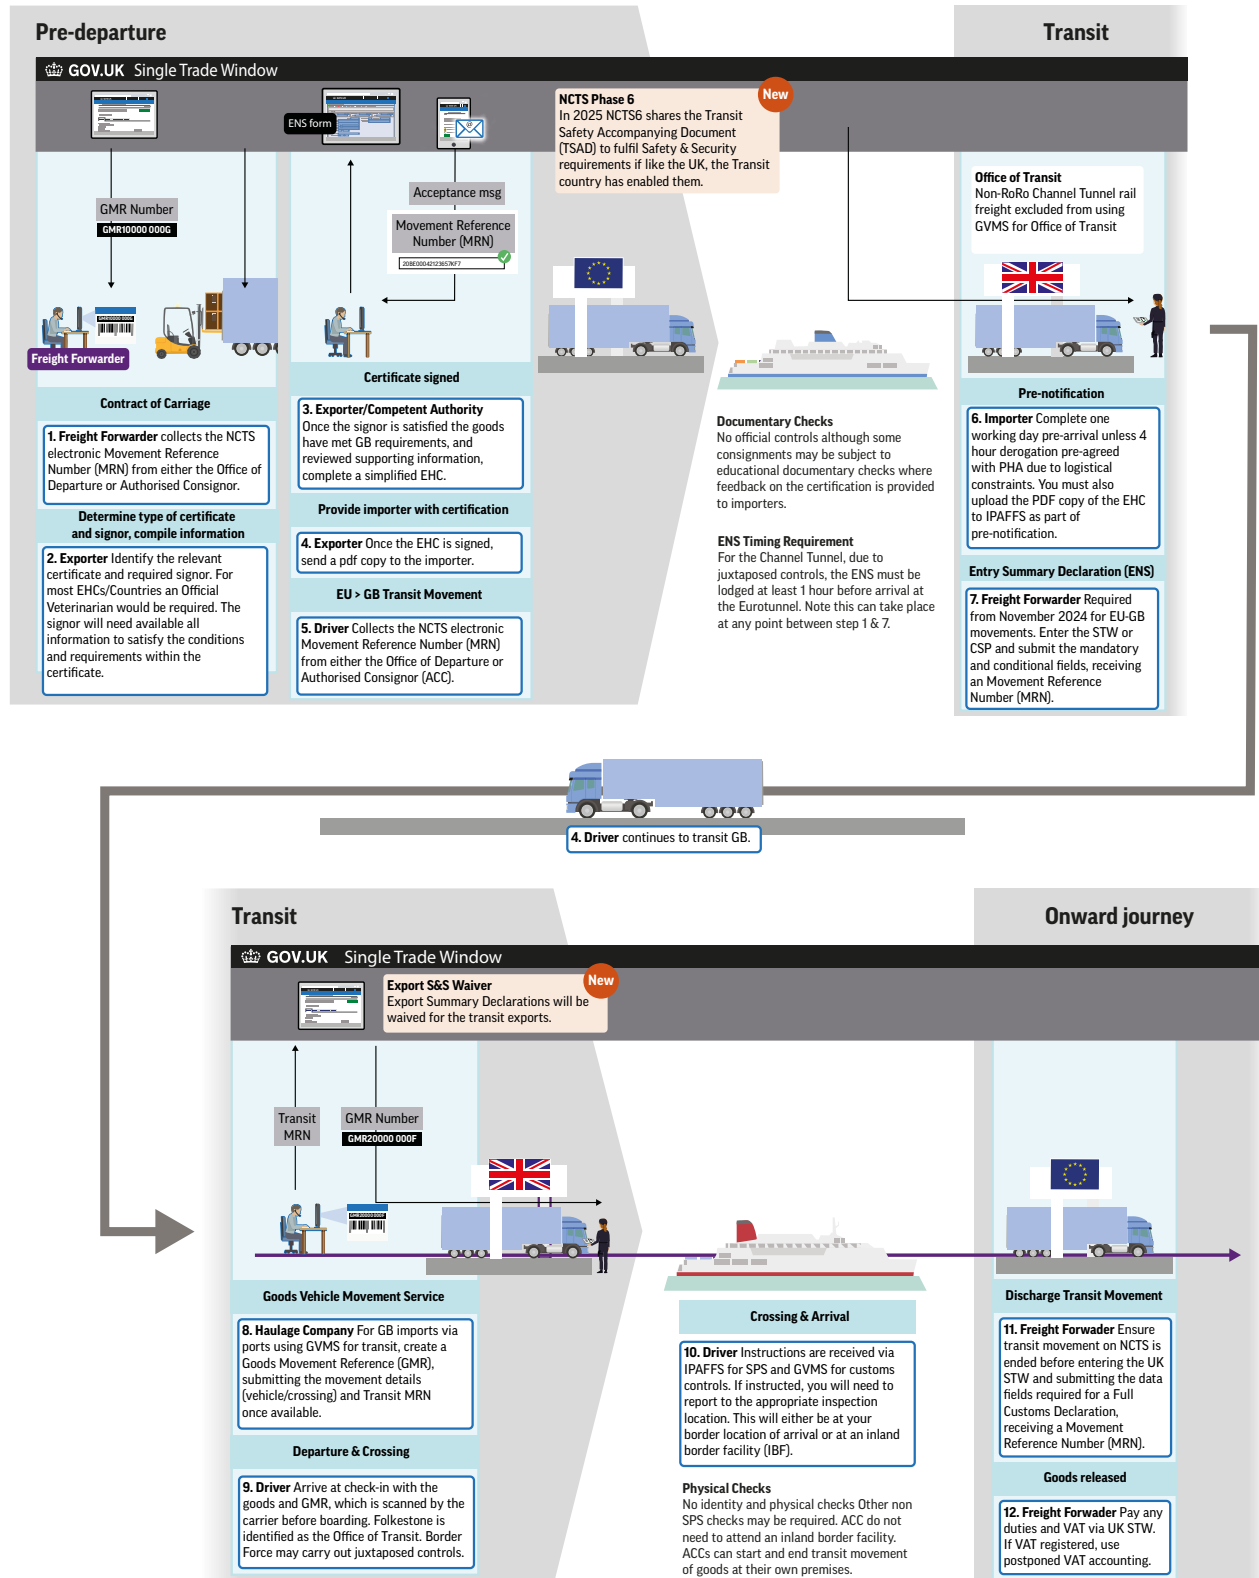 Pre-departure
Transit
GOV.UK Single Trade Window
ENS form
NCTS Phase 6
In 2025 NCTS6 shares the Transit
Safety Accompanying Document
(TSAD) to fulfil Safety & Security
requirements if like the UK, the Transit
country has enabled them.
New
GMR Number
GMR10000 000G
Acceptance msg
Movement Reference
Number (MRN)
20BE00042123657KF7
Office of Transit
Non-RoRo Channel Tunnel rail
freight excluded from using
GVMS for Office of Transit
GMR10000 000G
Freight Forwarder
Contract of Carriage
1. Freight Forwarder collects the NCTS
electronic Movement Reference
Number (MRN) from either the Office of
Departure or Authorised Consignor.
Determine type of certificate
and signor, compile information
2. Exporter Identify the relevant
certificate and required signor. For
most EHCs/Countries an Official
Veterinarian would be required. The
signor will need available all
information to satisfy the conditions
and requirements within the
certificate.
Certificate signed
3. Exporter/Competent Authority
Once the signor is satisfied the goods
have met GB requirements, and
reviewed supporting information,
complete a simplified EHC.
Provide importer with certification
4. Exporter Once the EHC is signed,
send a pdf copy to the importer.
EU > GB Transit Movement
5. Driver Collects the NCTS electronic
Movement Reference Number (MRN)
from either the Office of Departure or
Authorised Consignor (ACC).
Documentary Checks
No official controls although some
consignments may be subject to
educational documentary checks where
feedback on the certification is provided
to importers.
ENS Timing Requirement
For the Channel Tunnel, due to
juxtaposed controls, the ENS must be
lodged at least 1 hour before arrival at
the Eurotunnel. Note this can take place
at any point between step 1 & 7.
Pre-notification
6. Importer Complete one
working day pre-arrival unless 4
hour derogation pre-agreed
with PHA due to logistical
constraints. You must also
upload the PDF copy of the EHC
to IPAFFS as part of
pre-notification.
Entry Summary Declaration (ENS)
7. Freight Forwarder Required
from November 2024 for EU-GB
movements. Enter the STW or
CSP and submit the mandatory
and conditional fields, receiving
an Movement Reference
Number (MRN).
4. Driver continues to transit GB.
Transit
Onward journey
GOV.UK Single Trade Window
Export S&S Waiver
Export Summary Declarations will be
waived for the transit exports.
New
Transit
MRN
GMR Number
GMR20000 000F
GMR20000 000F
Goods Vehicle Movement Service
8. Haulage Company For GB imports via
ports using GVMS for transit, create a
Goods Movement Reference (GMR),
submitting the movement details
(vehicle/crossing) and Transit MRN
once available.
Departure & Crossing
9. Driver Arrive at check-in with the
goods and GMR, which is scanned by the
carrier before boarding. Folkestone is
identified as the Office of Transit. Border
Force may carry out juxtaposed controls.
Crossing & Arrival
10. Driver Instructions are received via
IPAFFS for SPS and GVMS for customs
controls. If instructed, you will need to
report to the appropriate inspection
location. This will either be at your
border location of arrival or at an inland
border facility (IBF).
Physical Checks
No identity and physical checks Other non
SPS checks may be required. ACC do not
need to attend an inland border facility.
ACCs can start and end transit movement
of goods at their own premises.
Discharge Transit Movement
11. Freight Forwader Ensure
transit movement on NCTS is
ended before entering the UK
STW and submitting the data
fields required for a Full
Customs Declaration,
receiving a Movement
Reference Number (MRN).
Goods released
12. Freight Forwader Pay any
duties and VAT via UK STW.
If VAT registered, use
postponed VAT accounting.